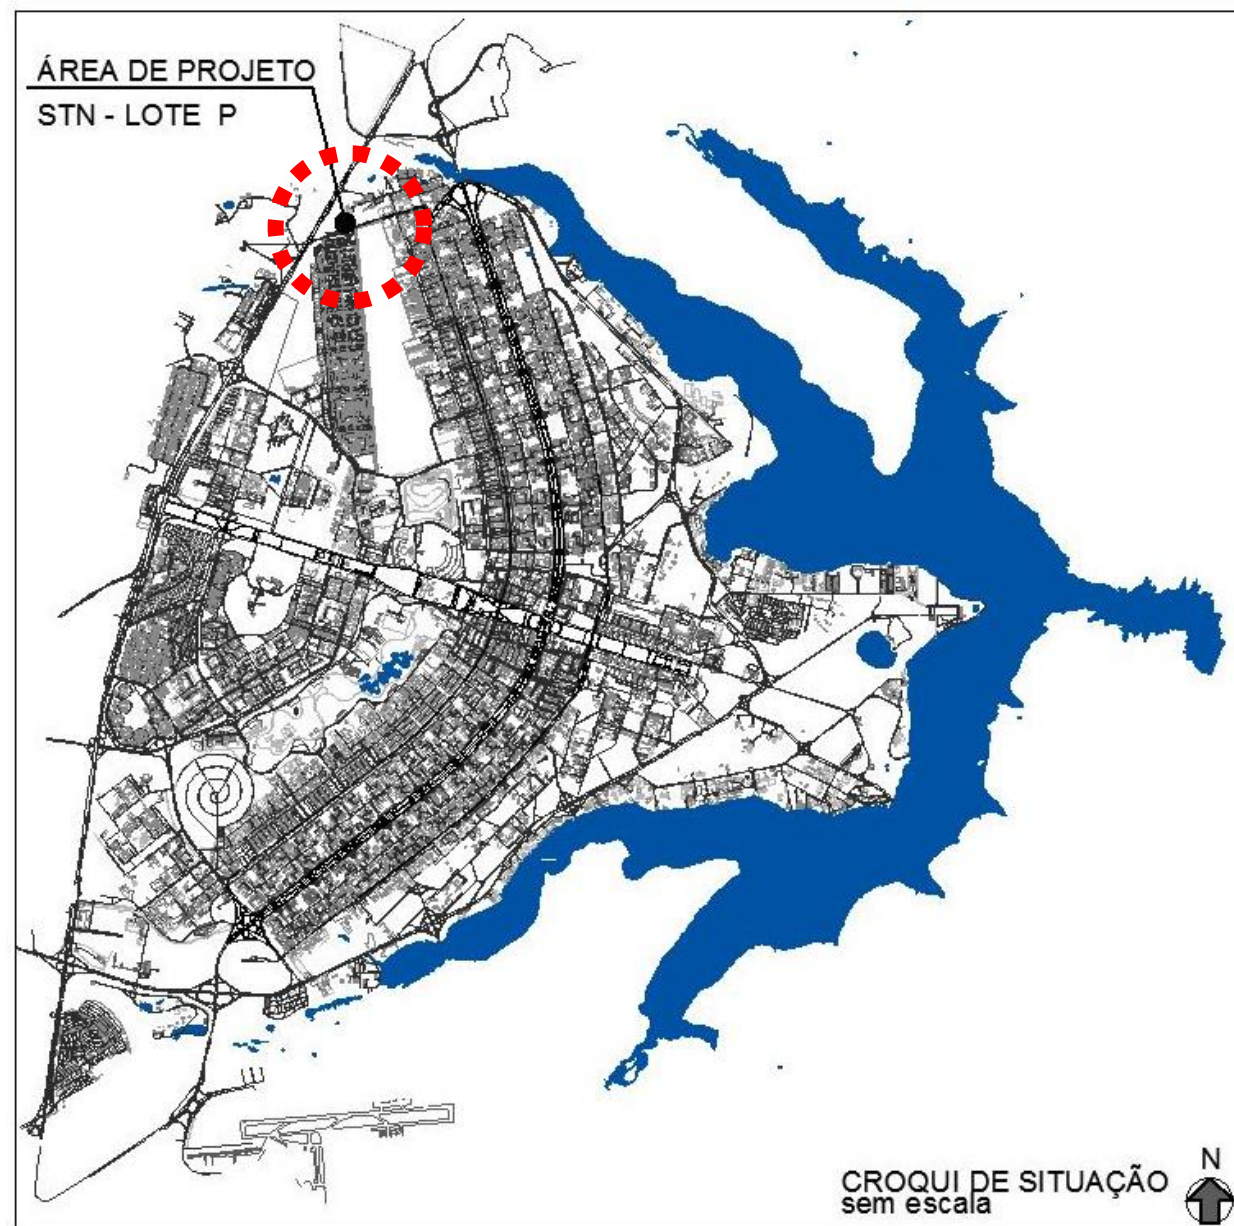 ÁREA DE PROJETO
STN - LOTE P
CROQUI DE SITUAÇÃO
sem escala
N